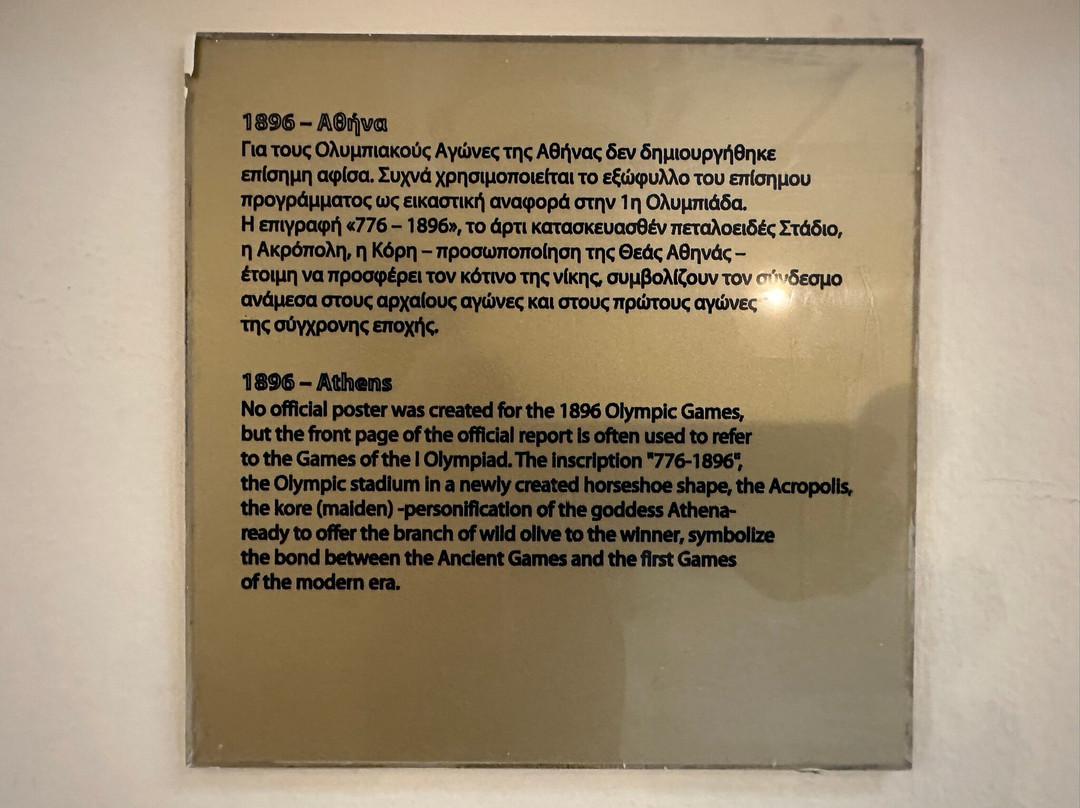 1896 – Αθήνα
Για τους Ολυμπιακούς Αγώνες της Αθήνας δεν δημιουργήθηκε
επίσημη αφίσα. Συχνά χρησιμοποιείται το εξώφυλλο του επίσημου
προγράμματος ως εικαστική αναφορά στην 1η Ολυμπιάδα.
Η επιγραφή «776 – 1896», το άρτι κατασκευασθέν πεταλοειδές Στάδιο,
η Ακρόπολη, η Κόρη – προσωποποίηση της Θεάς Αθηνάς –
έτοιμη να προσφέρει τον κότινο της νίκης, συμβολίζουν τον σύνδεσμο
ανάμεσα στους αρχαίους αγώνες και στους πρώτους αγώνες
της σύγχρονης εποχής.
1896 – Athens
No official poster was created for the 1896 Olympic Games,
but the front page of the official report is often used to refer
to the Games of the I Olympiad. The inscription "776-1896",
the Olympic stadium in a newly created horseshoe shape, the Acropolis,
the kore (maiden) -personification of the goddess Athena-
ready to offer the branch of wild olive to the winner, symbolize
the bond between the Ancient Games and the first Games
of the modern era.